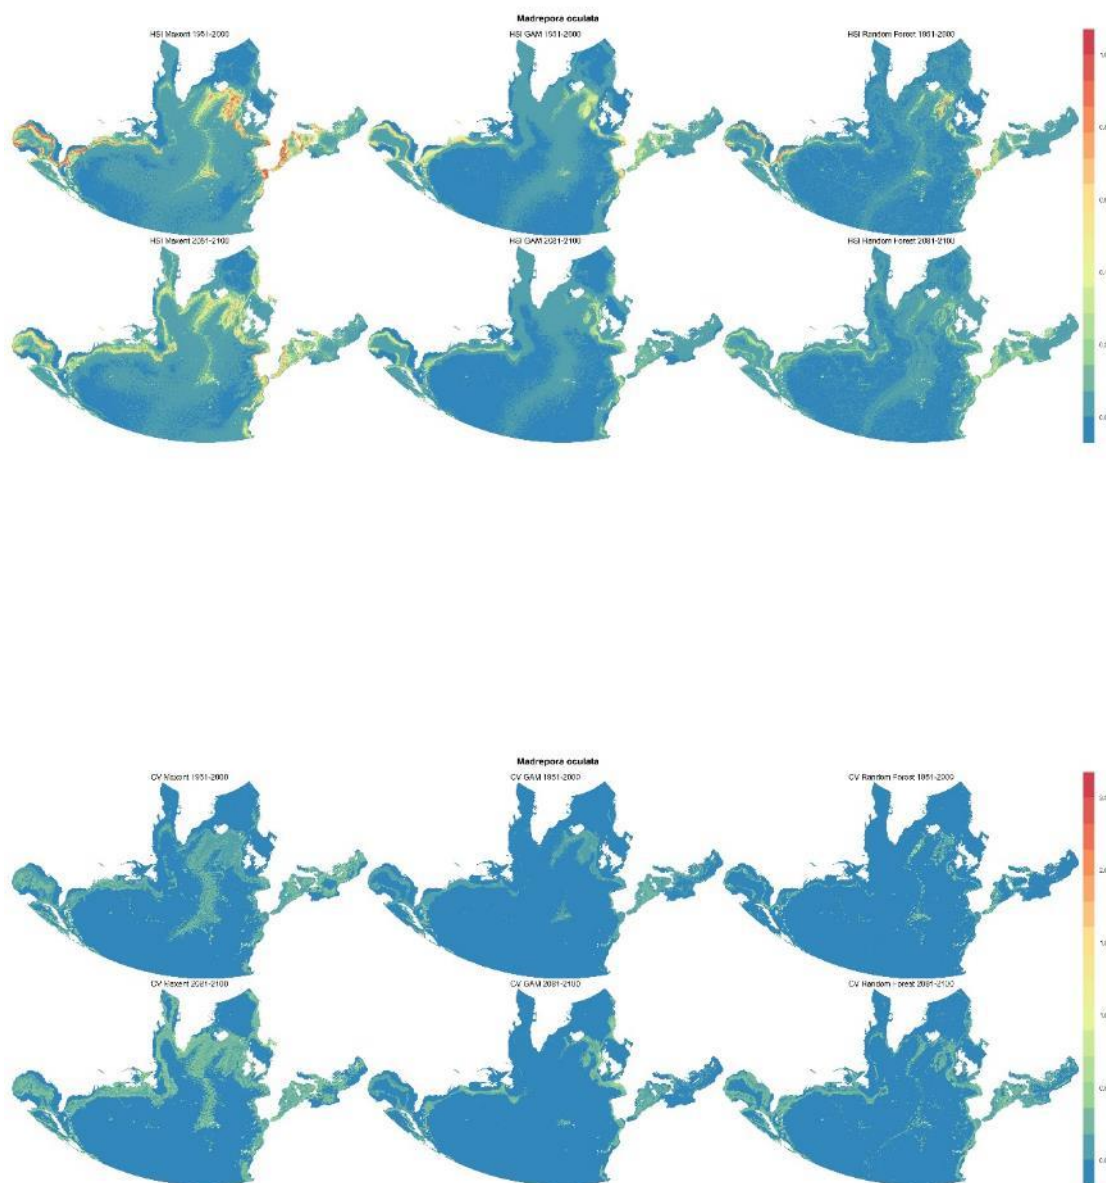 Madrepora oculata
HSI Maxent 1951-2000 HSI GAM 1951-2000 HSI Random Forest 1951-2000
HSI Maxent 2081-2100 HSI GAM 2081-2100 HSI Random Forest 2081-2100
Madrepora oculata
CV Maxent 1951-2000 CV GAM 1951-2000 CV Random Forest 1951-2000
CV Maxent 2081-2100 CV GAM 2081-2100 CV Random Forest 2081-2100